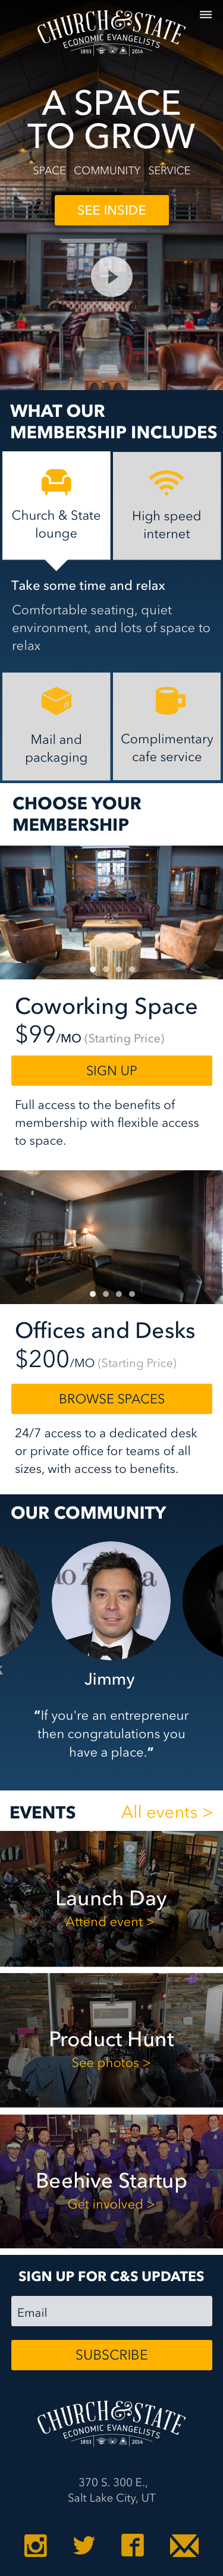 CHURCH & STATE
ECONOMIC EVANGELISTS
1893 2014
A SPACE
TO GROW
SPACE COMMUNITY SERVICE
SEE INSIDE
WHAT OUR
MEMBERSHIP INCLUDES
Church & State
lounge
High speed
internet
Take some time and relax
Comfortable seating, quiet
environment, and lots of space to
relax
Mail and
packaging
Complimentary
cafe service
CHOOSE YOUR
MEMBERSHIP
Coworking Space
$99/MO (Starting Price)
SIGN UP
Full access to the benefits of
membership with flexible access
to space.
Offices and Desks
$200/MO (Starting Price)
BROWSE SPACES
24/7 access to a dedicated desk
or private office for teams of all
sizes, with access to benefits.
OUR COMMUNITY
Jimmy
“If you're an entrepreneur
then congratulations you
have a place.”
EVENTS
All events >
Launch Day
Attend event >
Product Hunt
See photos >
Beehive Startup
Get involved >
SIGN UP FOR C&S UPDATES
Email
SUBSCRIBE
CHURCH & STATE
ECONOMIC EVANGELISTS
1893 2014
370 S. 300 E.,
Salt Lake City, UT